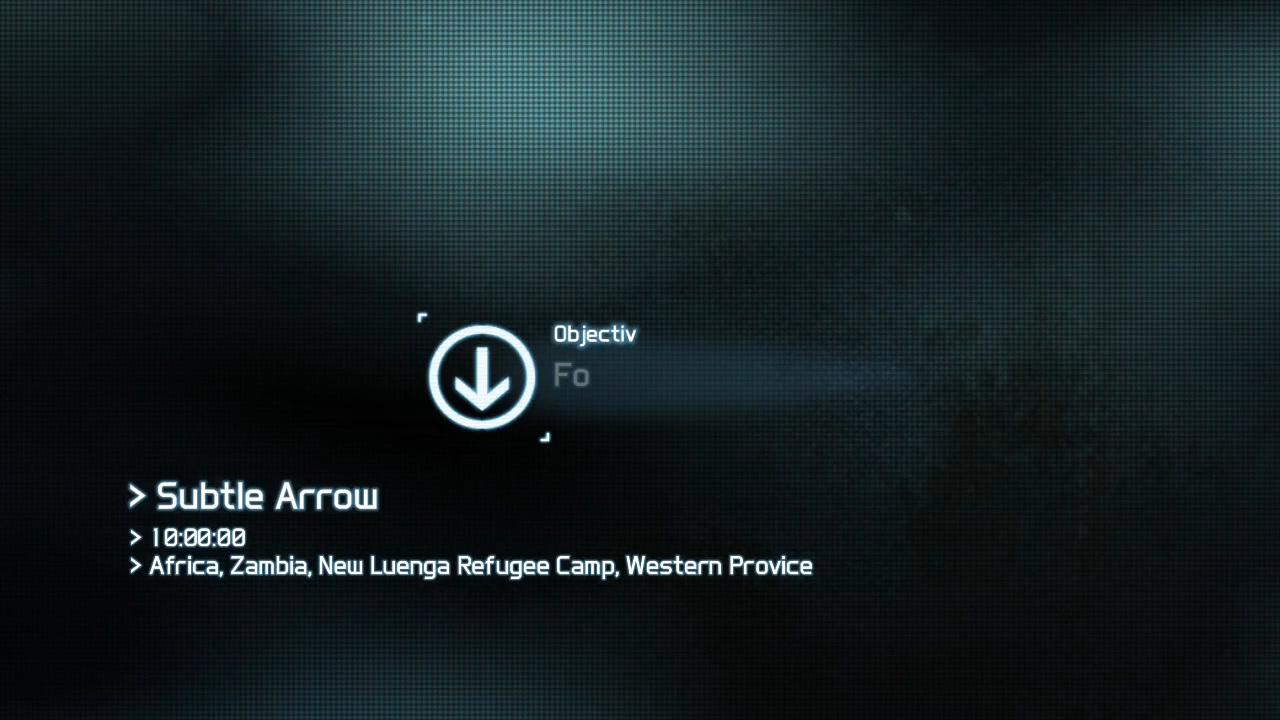 Objectiv
Fo
> Subtle Arrow
> 10:00:00
> Africa, Zambia, New Luenga Refugee Camp, Western Provice